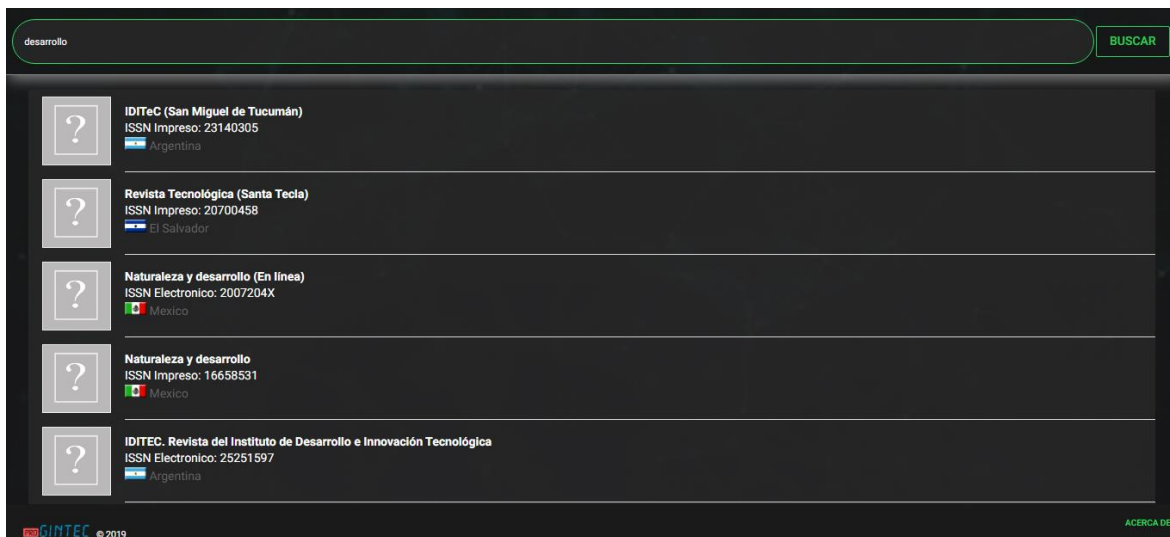 desarrollo
BUSCAR
?
IDITeC (San Miguel de Tucumán)
ISSN Impreso: 23140305
Argentina
?
Revista Tecnológica (Santa Tecla)
ISSN Impreso: 20700458
El Salvador
?
Naturaleza y desarrollo (En línea)
ISSN Electronico: 2007204X
Mexico
?
Naturaleza y desarrollo
ISSN Impreso: 16658531
Mexico
?
IDITEC. Revista del Instituto de Desarrollo e Innovación Tecnológica
ISSN Electronico: 25251597
Argentina
PRO GINTEC © 2019
ACERCA DE